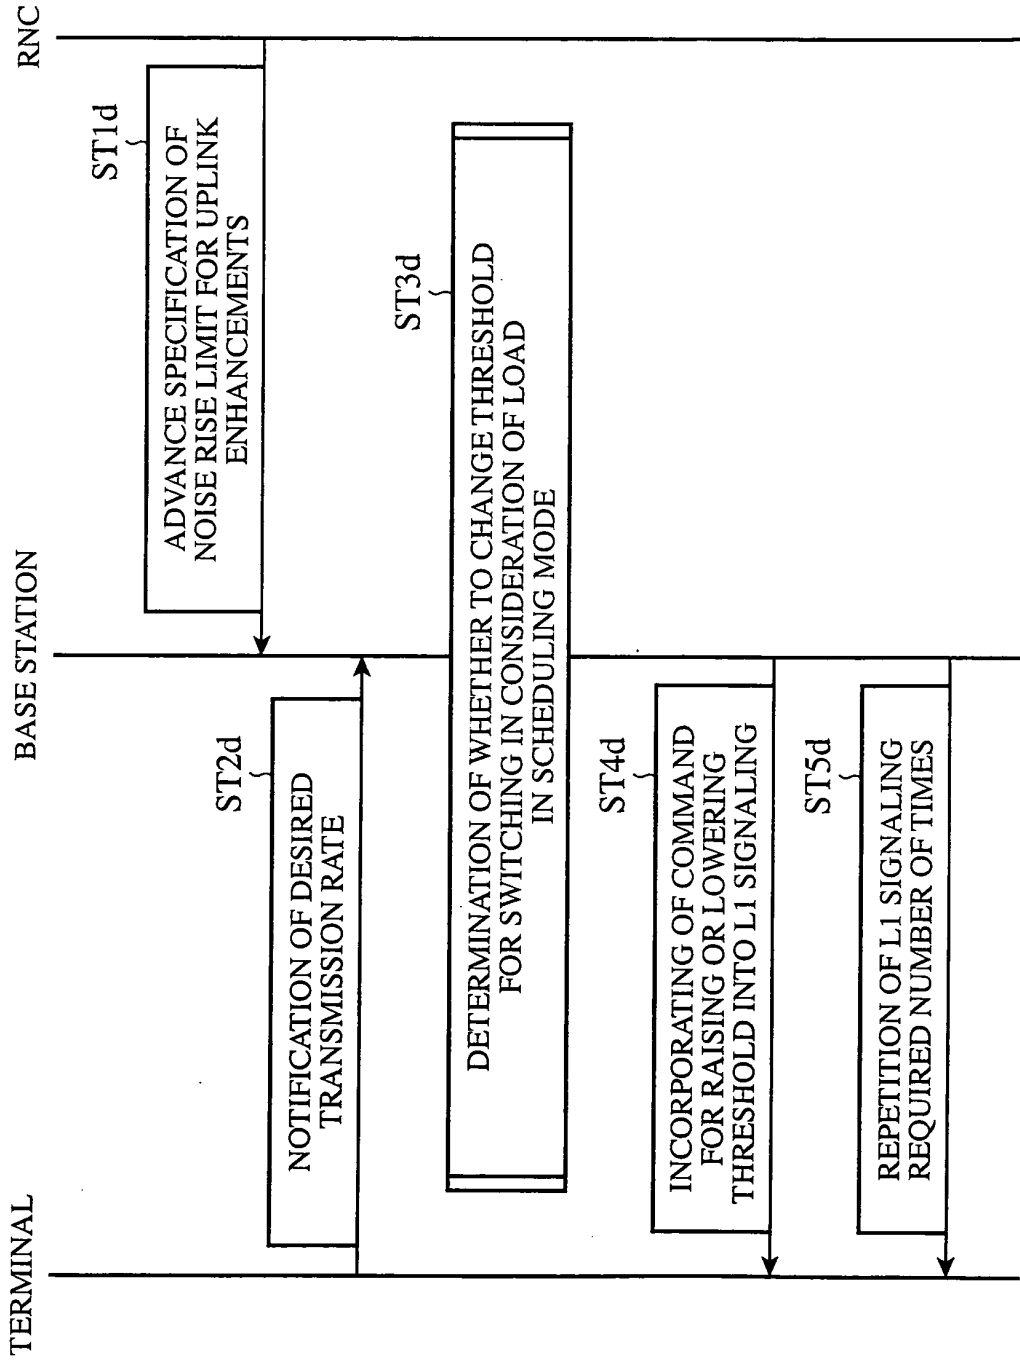 TERMINAL
BASE STATION
RNC
ST1d
ADVANCE SPECIFICATION OF
NOISE RISE LIMIT FOR UPLINK
ENHANCEMENTS
ST2d
NOTIFICATION OF DESIRED
TRANSMISSION RATE
ST3d
DETERMINATION OF WHETHER TO CHANGE THRESHOLD
FOR SWITCHING IN CONSIDERATION OF LOAD
IN SCHEDULING MODE
ST4d
INCORPORATING OF COMMAND
FOR RAISING OR LOWERING
THRESHOLD INTO L1 SIGNALING
ST5d
REPETITION OF L1 SIGNALING
REQUIRED NUMBER OF TIMES